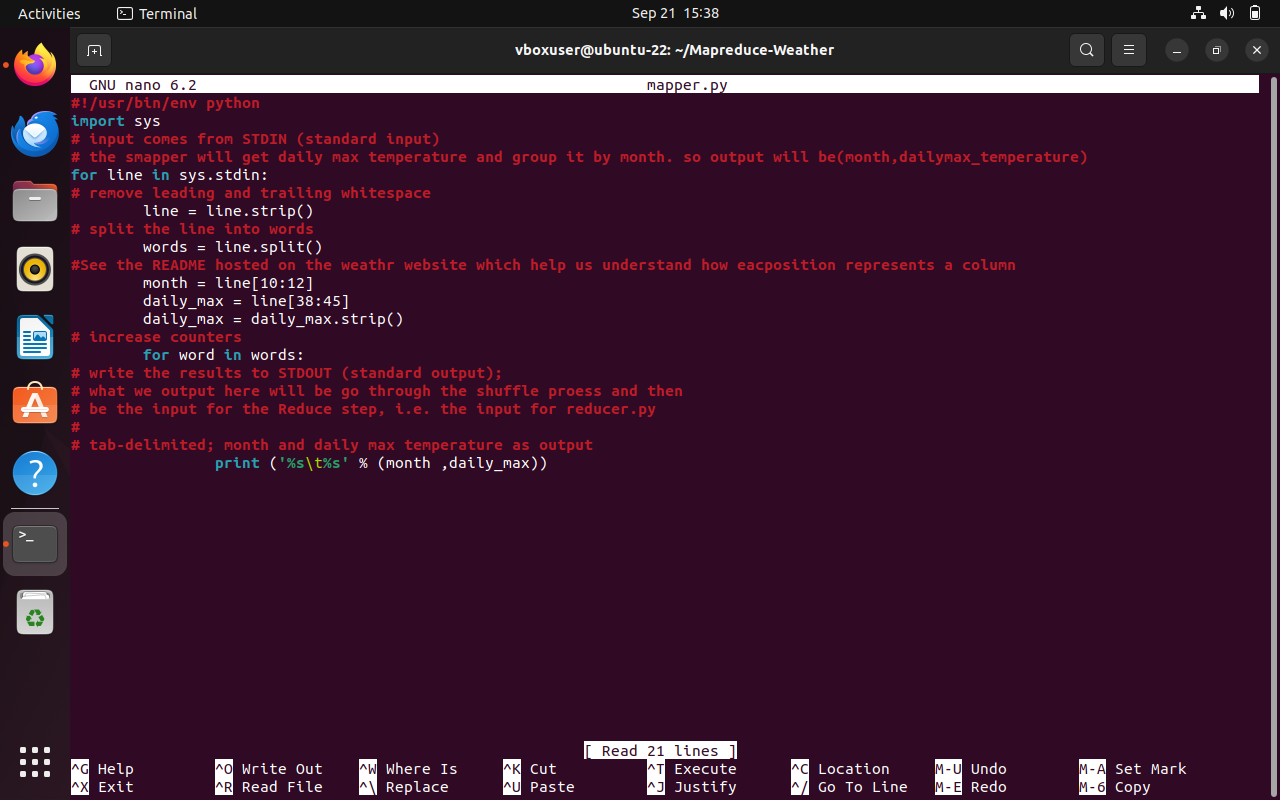 Activities Terminal Sep 21 15:38
vboxuser@ubuntu-22: ~/Mapreduce-Weather
GNU nano 6.2 mapper.py
#!/usr/bin/env python
import sys
# input comes from STDIN (standard input)
# the smapper will get daily max temperature and group it by month. so output will be(month,dailymax_temperature)
for line in sys.stdin:
# remove leading and trailing whitespace
        line = line.strip()
# split the line into words
        words = line.split()
#See the README hosted on the weathr website which help us understand how eacposition represents a column
        month = line[10:12]
        daily_max = line[38:45]
        daily_max = daily_max.strip()
# increase counters
        for word in words:
# write the results to STDOUT (standard output);
# what we output here will be go through the shuffle proess and then
# be the input for the Reduce step, i.e. the input for reducer.py
#
# tab-delimited; month and daily max temperature as output
                print ('%s\t%s' % (month ,daily_max))
[ Read 21 lines ]
^G Help ^O Write Out ^W Where Is ^K Cut ^T Execute ^C Location M-U Undo M-A Set Mark
^X Exit ^R Read File ^\ Replace ^U Paste ^J Justify ^/ Go To Line M-E Redo M-6 Copy